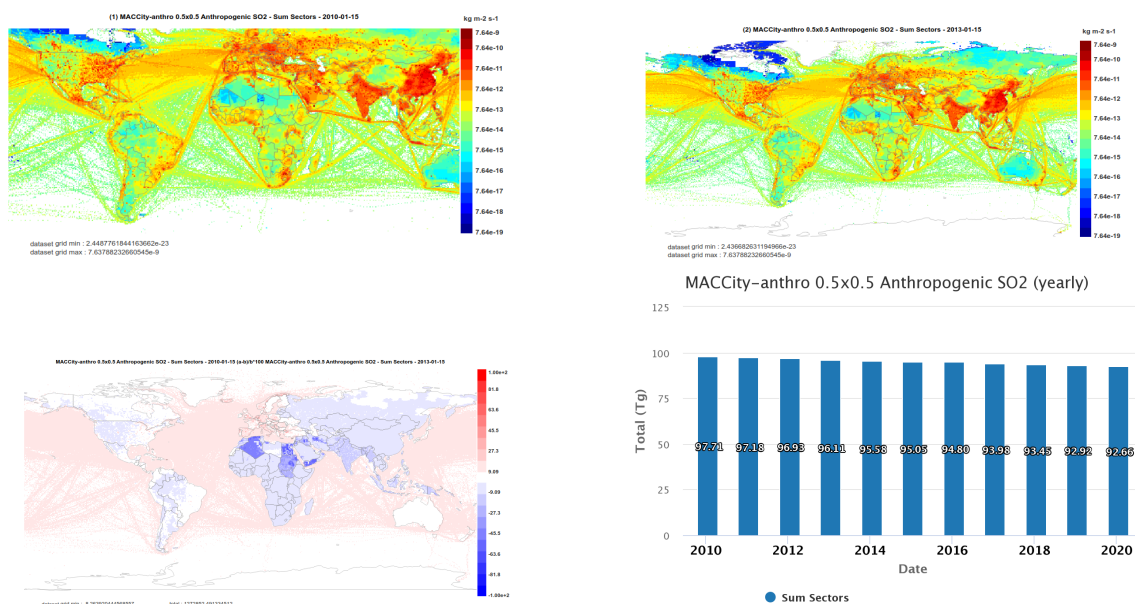 (1) MACCity-anthro 0.5x0.5 Anthropogenic SO2 - Sum Sectors - 2010-01-15
kg m-2 s-1
7.64e-9
7.64e-10
7.64e-11
7.64e-12
7.64e-13
7.64e-14
7.64e-15
7.64e-16
7.64e-17
7.64e-18
7.64e-19
dataset grid min : 2.4487761844163662e-23
dataset grid max : 7.63788232660545e-9
(2) MACCity-anthro 0.5x0.5 Anthropogenic SO2 - Sum Sectors - 2013-01-15
kg m-2 s-1
7.64e-9
7.64e-10
7.64e-11
7.64e-12
7.64e-13
7.64e-14
7.64e-15
7.64e-16
7.64e-17
7.64e-18
7.64e-19
dataset grid min : 2.436682631194966e-23
dataset grid max : 7.63788232660545e-9
MACCity-anthro 0.5x0.5 Anthropogenic SO2 - Sum Sectors - 2010-01-15 (a-b)/b*100 MACCity-anthro 0.5x0.5 Anthropogenic SO2 - Sum Sectors - 2013-01-15
1.00e+2
81.8
63.6
45.5
27.3
9.09
-9.09
-27.3
-45.5
-63.6
-81.8
-1.00e+2
MACCity-anthro 0.5x0.5 Anthropogenic SO2 (yearly)
125
100
75
50
25
0
Total (Tg)
97.71 97.18 96.93 96.11 95.58 95.05 94.80 93.98 93.45 92.92 92.66
2010 2012 2014 2016 2018 2020
Date
Sum Sectors